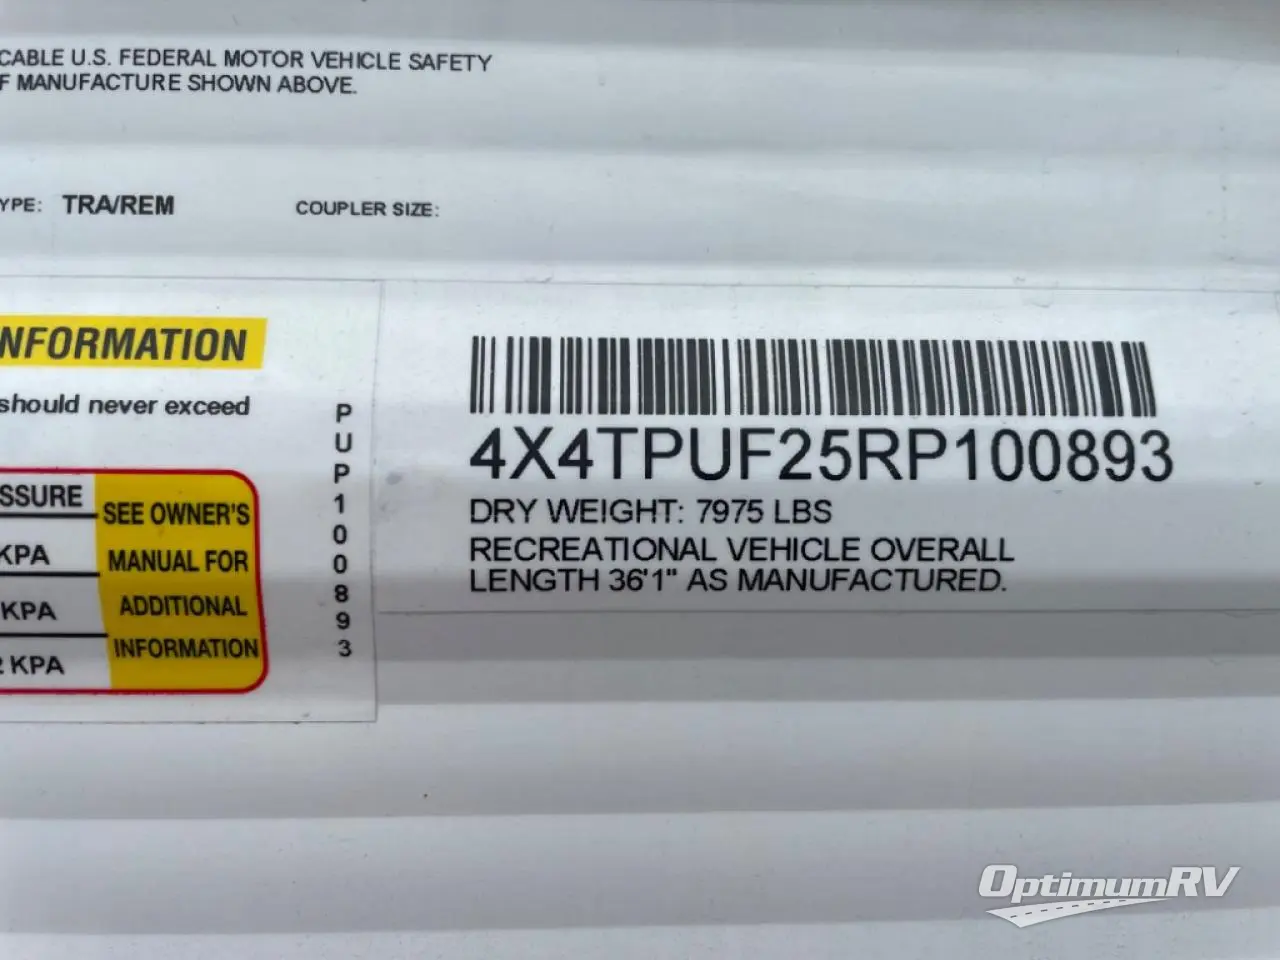 CABLE U.S. FEDERAL MOTOR VEHICLE SAFETY
F MANUFACTURE SHOWN ABOVE.
YPE: TRA/REM COUPLER SIZE:
NFORMATION
should never exceed
SSURE
KPA
KPA
2 KPA
SEE OWNER'S
MANUAL FOR
ADDITIONAL
INFORMATION
PUP100893
4X4TPUF25RP100893
DRY WEIGHT: 7975 LBS
RECREATIONAL VEHICLE OVERALL
LENGTH 36'1" AS MANUFACTURED.
OptimumRV